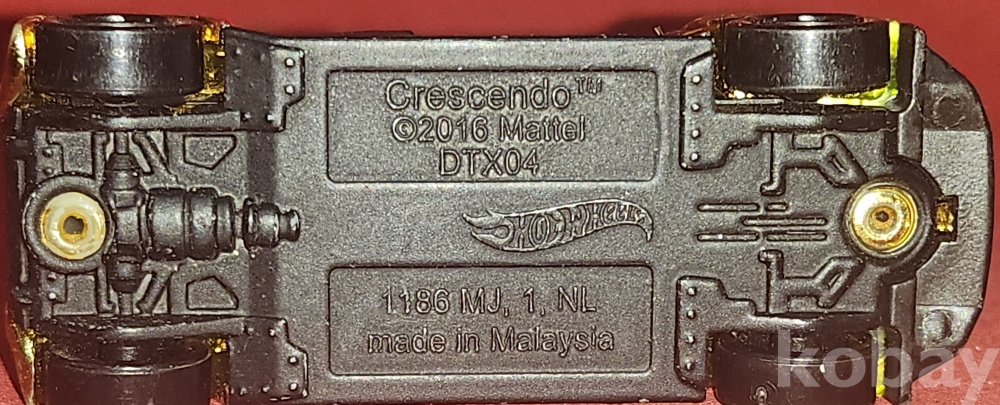 Crescendo™
©2016 Mattel
DTX04
HOT WHEELS
1186 MJ, 1, NL
made in Malaysia
kobay